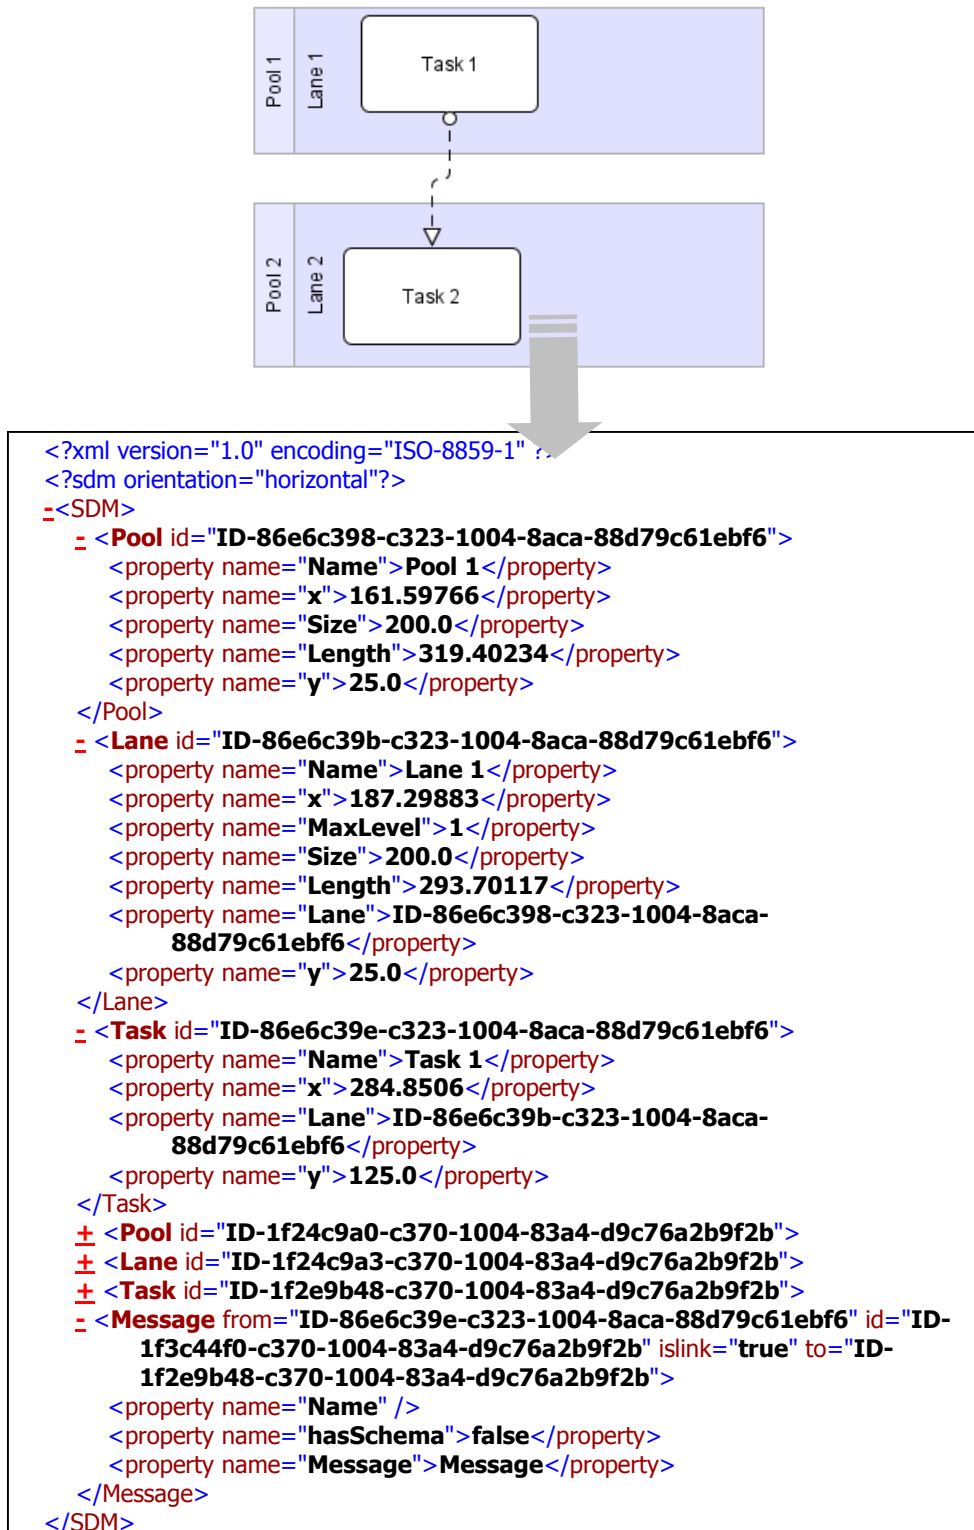 Pool 1
Lane 1
Task 1
Pool 2
Lane 2
Task 2
<?xml version="1.0" encoding="ISO-8859-1" ?>
<?sdm orientation="horizontal"?>
-<SDM>
- <Pool id="ID-86e6c398-c323-1004-8aca-88d79c61ebf6">
<property name="Name">Pool 1</property>
<property name="x">161.59766</property>
<property name="Size">200.0</property>
<property name="Length">319.40234</property>
<property name="y">25.0</property>
</Pool>
- <Lane id="ID-86e6c39b-c323-1004-8aca-88d79c61ebf6">
<property name="Name">Lane 1</property>
<property name="x">187.29883</property>
<property name="MaxLevel">1</property>
<property name="Size">200.0</property>
<property name="Length">293.70117</property>
<property name="Lane">ID-86e6c398-c323-1004-8aca-
88d79c61ebf6</property>
<property name="y">25.0</property>
</Lane>
- <Task id="ID-86e6c39e-c323-1004-8aca-88d79c61ebf6">
<property name="Name">Task 1</property>
<property name="x">284.8506</property>
<property name="Lane">ID-86e6c39b-c323-1004-8aca-
88d79c61ebf6</property>
<property name="y">125.0</property>
</Task>
+ <Pool id="ID-1f24c9a0-c370-1004-83a4-d9c76a2b9f2b">
+ <Lane id="ID-1f24c9a3-c370-1004-83a4-d9c76a2b9f2b">
+ <Task id="ID-1f2e9b48-c370-1004-83a4-d9c76a2b9f2b">
- <Message from="ID-86e6c39e-c323-1004-8aca-88d79c61ebf6" id="ID-
1f3c44f0-c370-1004-83a4-d9c76a2b9f2b" islink="true" to="ID-
1f2e9b48-c370-1004-83a4-d9c76a2b9f2b">
<property name="Name" />
<property name="hasSchema">false</property>
<property name="Message">Message</property>
</Message>
</SDM>